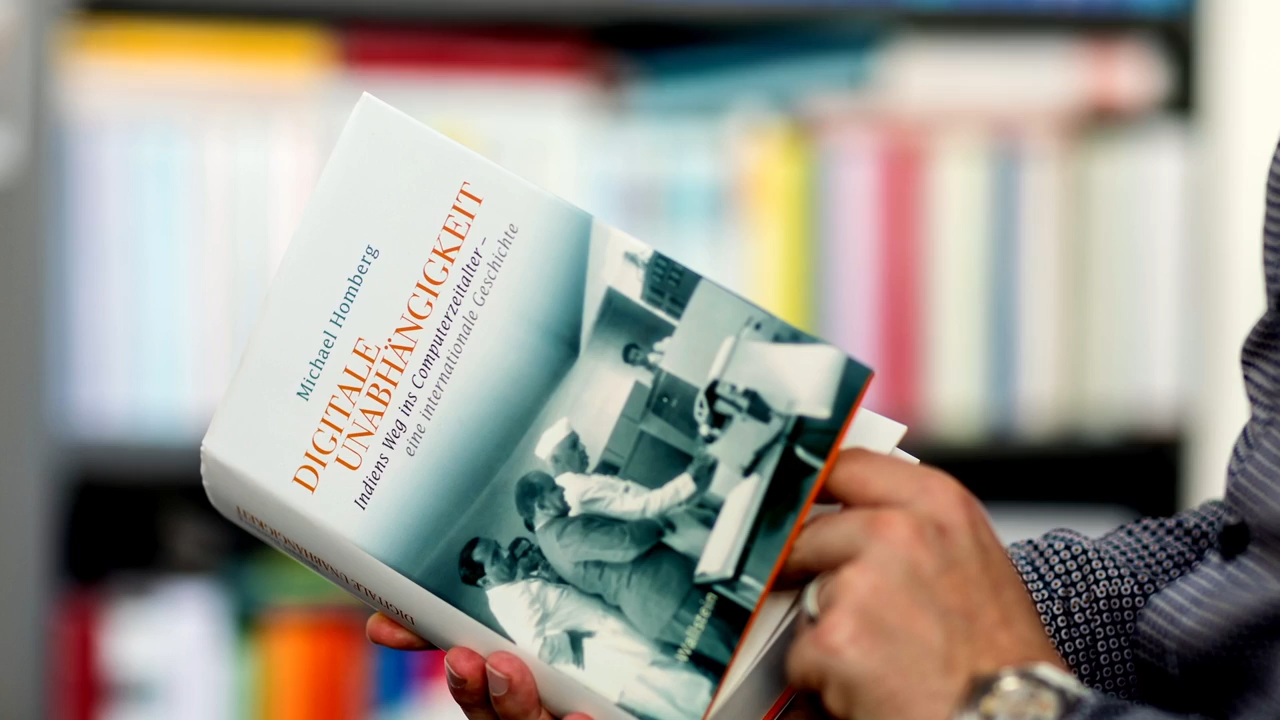 Michael Homberg
DIGITALE
UNABHÄNGIGKEIT
Indiens Weg ins Computerzeitalter –
eine internationale Geschichte
wallstein
DIGITALE UNABHÄNGIGKEIT